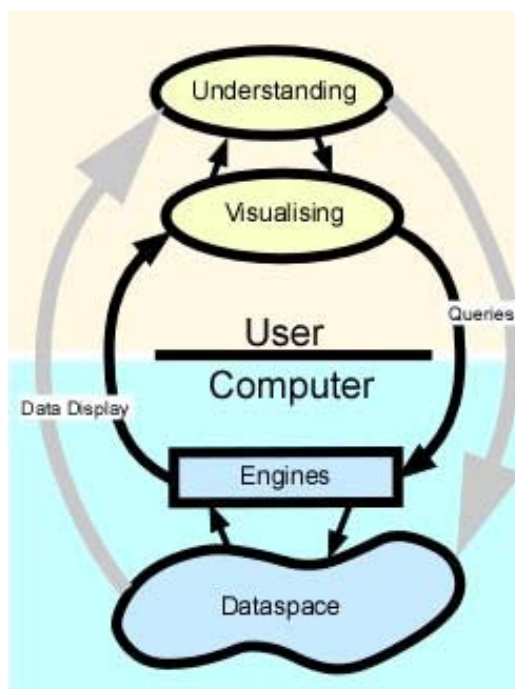 Understanding
Visualising
Queries
User
Computer
Data Display
Engines
Dataspace